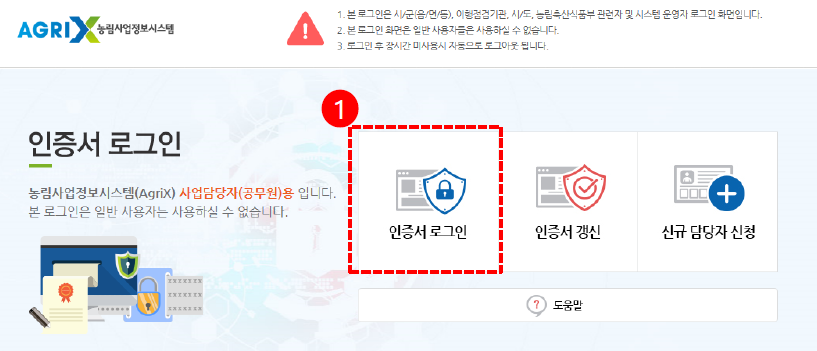 AGRIX 농림사업정보시스템
1. 본 로그인은 시/군(읍/면/동), 이행점검기관, 시/도, 농림축산식품부 관련자 및 시스템 운영자 로그인 화면입니다.
2. 본 로그인 화면은 일반 사용자들은 사용하실 수 없습니다.
3. 로그인 후 장시간 미사용시 자동으로 로그아웃 됩니다.
1
인증서 로그인
농림사업정보시스템(AgriX) 사업담당자(공무원)용 입니다.
본 로그인은 일반 사용자는 사용하실 수 없습니다.
인증서 로그인
인증서 갱신
신규 담당자 신청
? 도움말